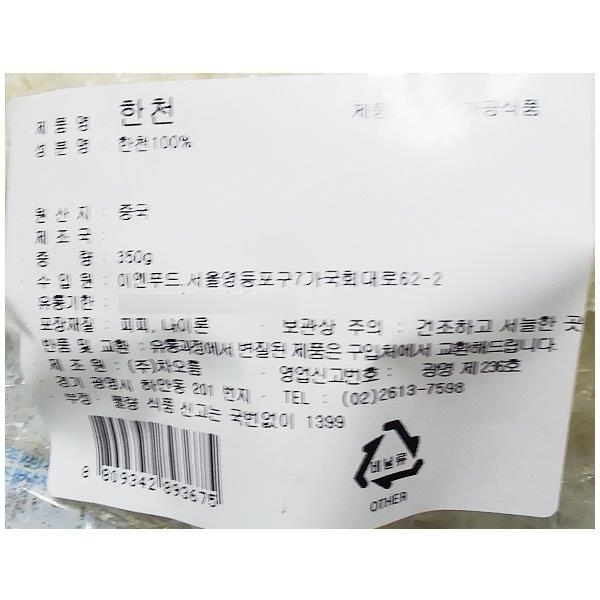 제 품 명 : 한천 가공식품
성 분 명 : 한천100%
원 산 지 : 중국
제 조 국 :
중 량 : 350g
수 입 원 : 이엔푸드.서울영등포구7가국회대로62-2
유통기한 :
포장재질 : 피피, 나이론 · 보관상 주의 : 건조하고 서늘한 곳
반품 및 교환 : 유통과정에서 변질된 제품은 구입처에서 교환해드립니다.
제 조 원 : (주)차오름 · 영업신고번호 : 광명 제236호
경기 광명시 하안동 201 번지 · TEL : (02)2613-7598
· 부정 · 불량 식품 신고는 국번없이 1399
비닐류
OTHER
8 809342 893675